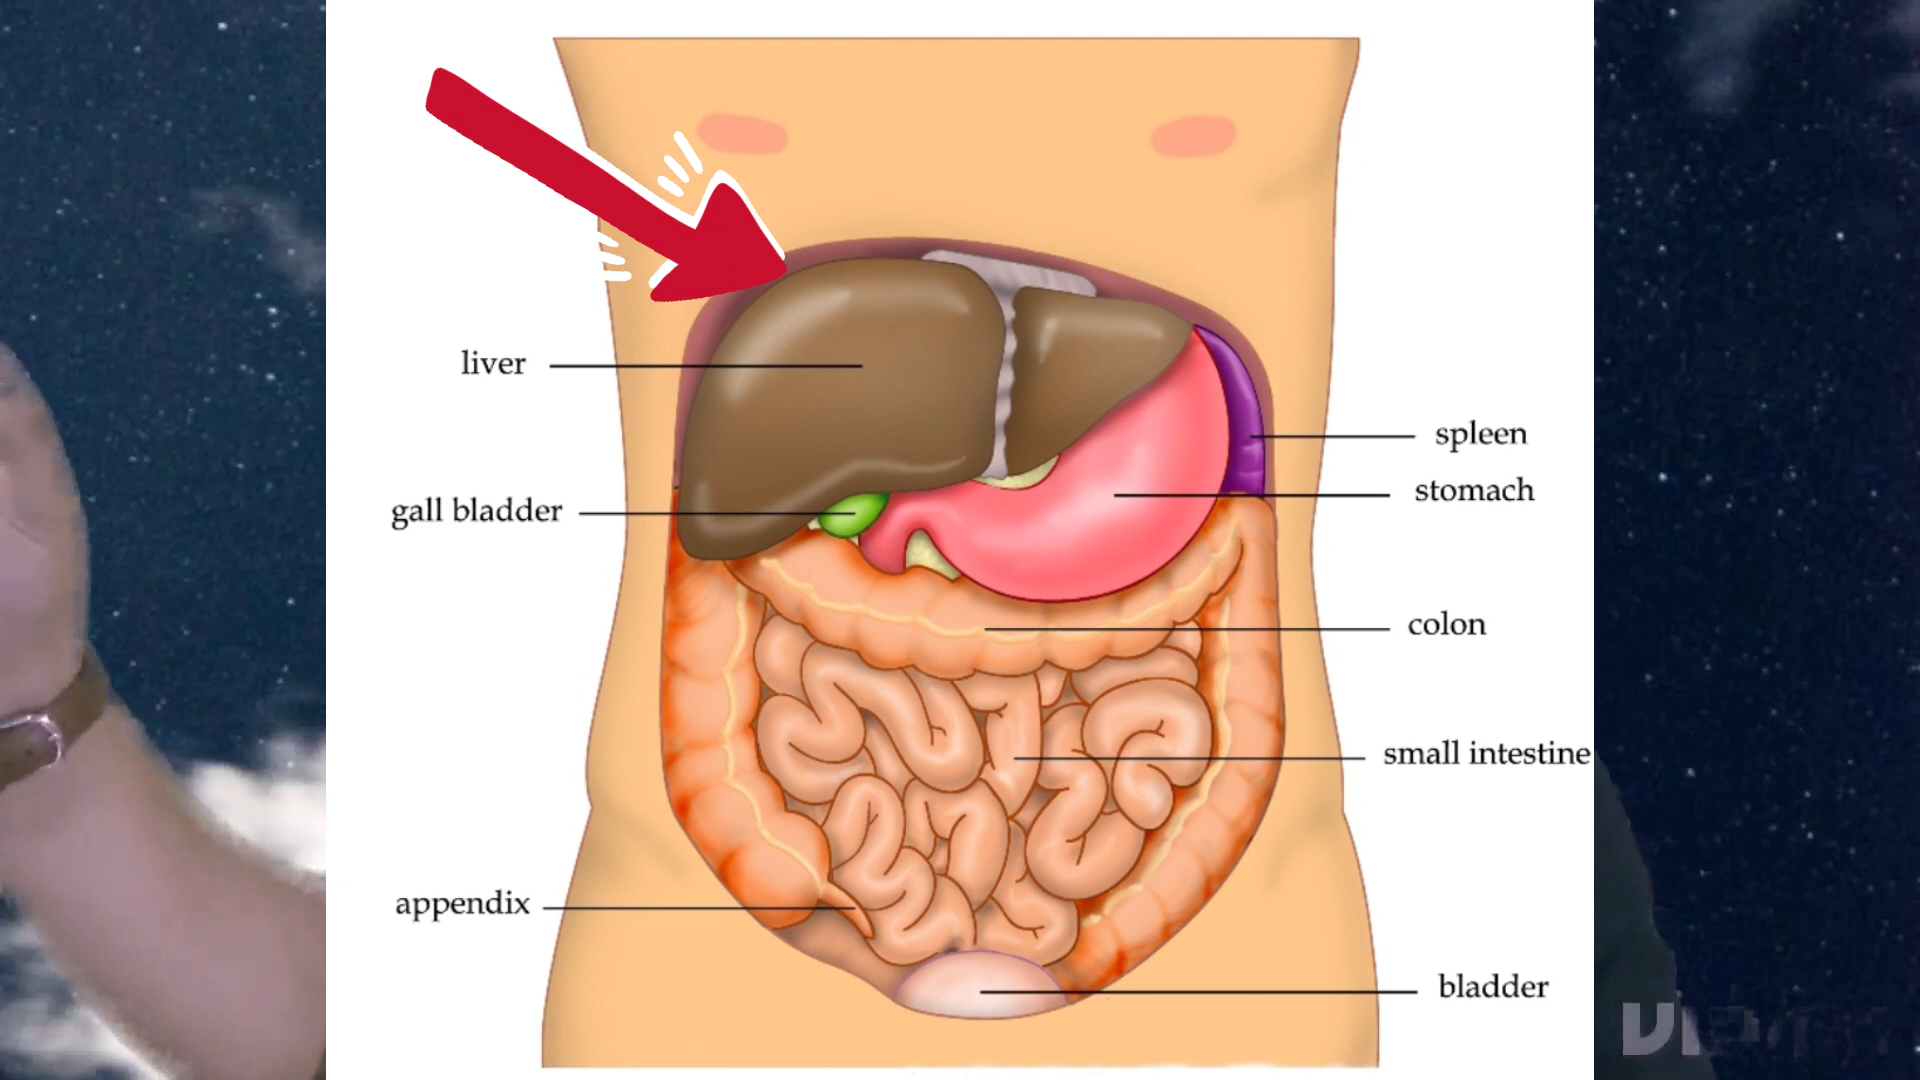 liver
spleen
stomach
gall bladder
colon
small intestine
appendix
bladder